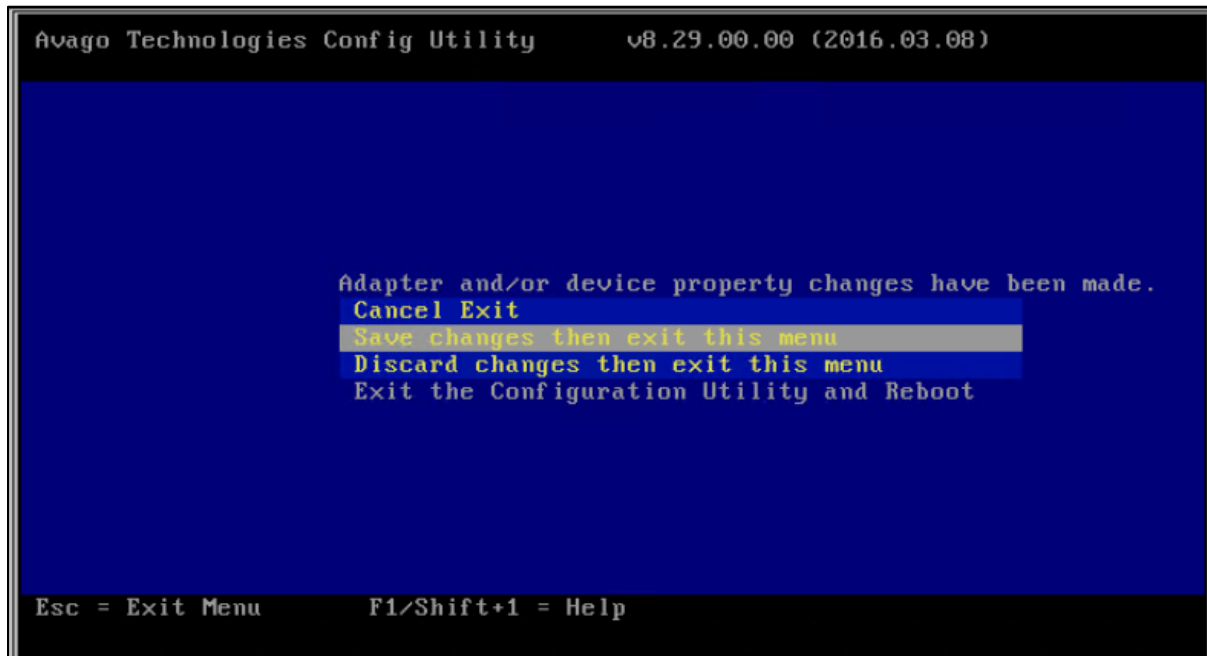 Avago Technologies Config Utility v8.29.00.00 (2016.03.08)
Adapter and/or device property changes have been made.
Cancel Exit
Save changes then exit this menu
Discard changes then exit this menu
Exit the Configuration Utility and Reboot
Esc = Exit Menu F1/Shift+1 = Help